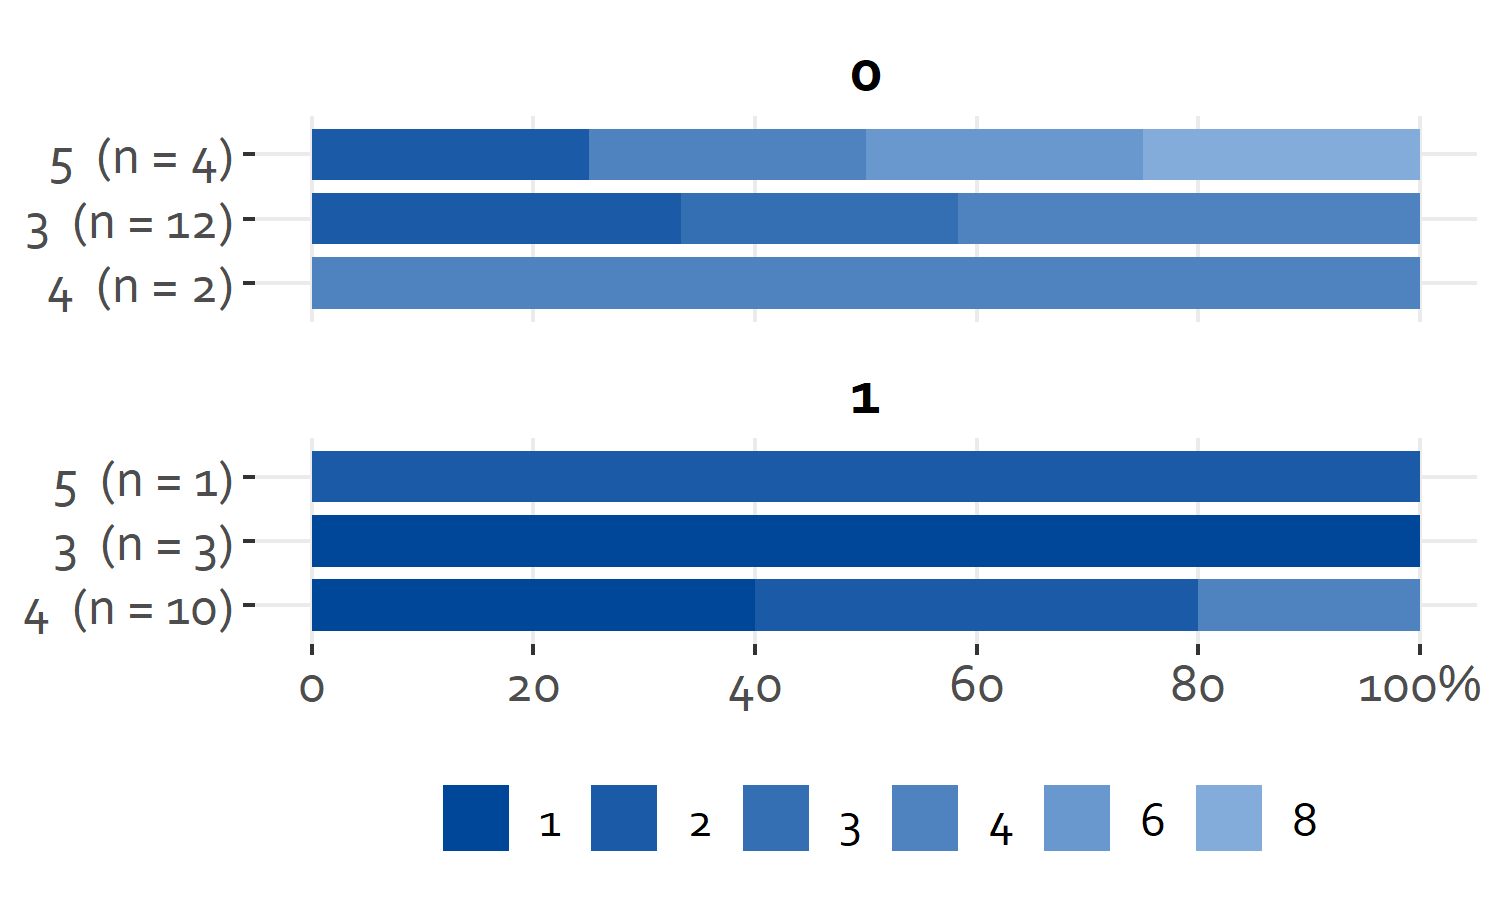 0
5 (n = 4)
3 (n = 12)
4 (n = 2)
1
5 (n = 1)
3 (n = 3)
4 (n = 10)
0 20 40 60 80 100%
1 2 3 4 6 8